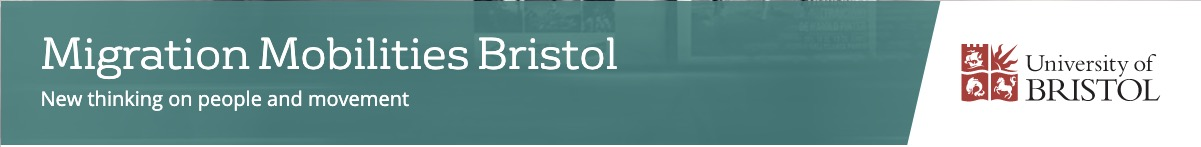 Migration Mobilities Bristol
New thinking on people and movement
University of
BRISTOL